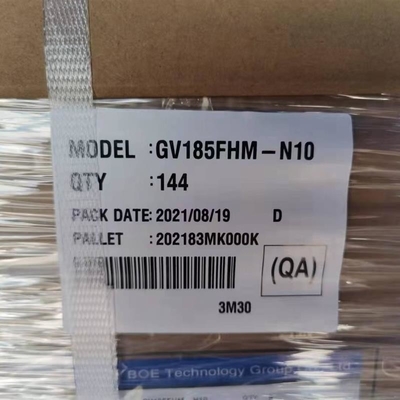 MODEL :GV185FHM-N10
QTY :144
PACK DATE: 2021/08/19 D
PALLET :202183MK000K
(QA)
3M30
BOE Technology Group